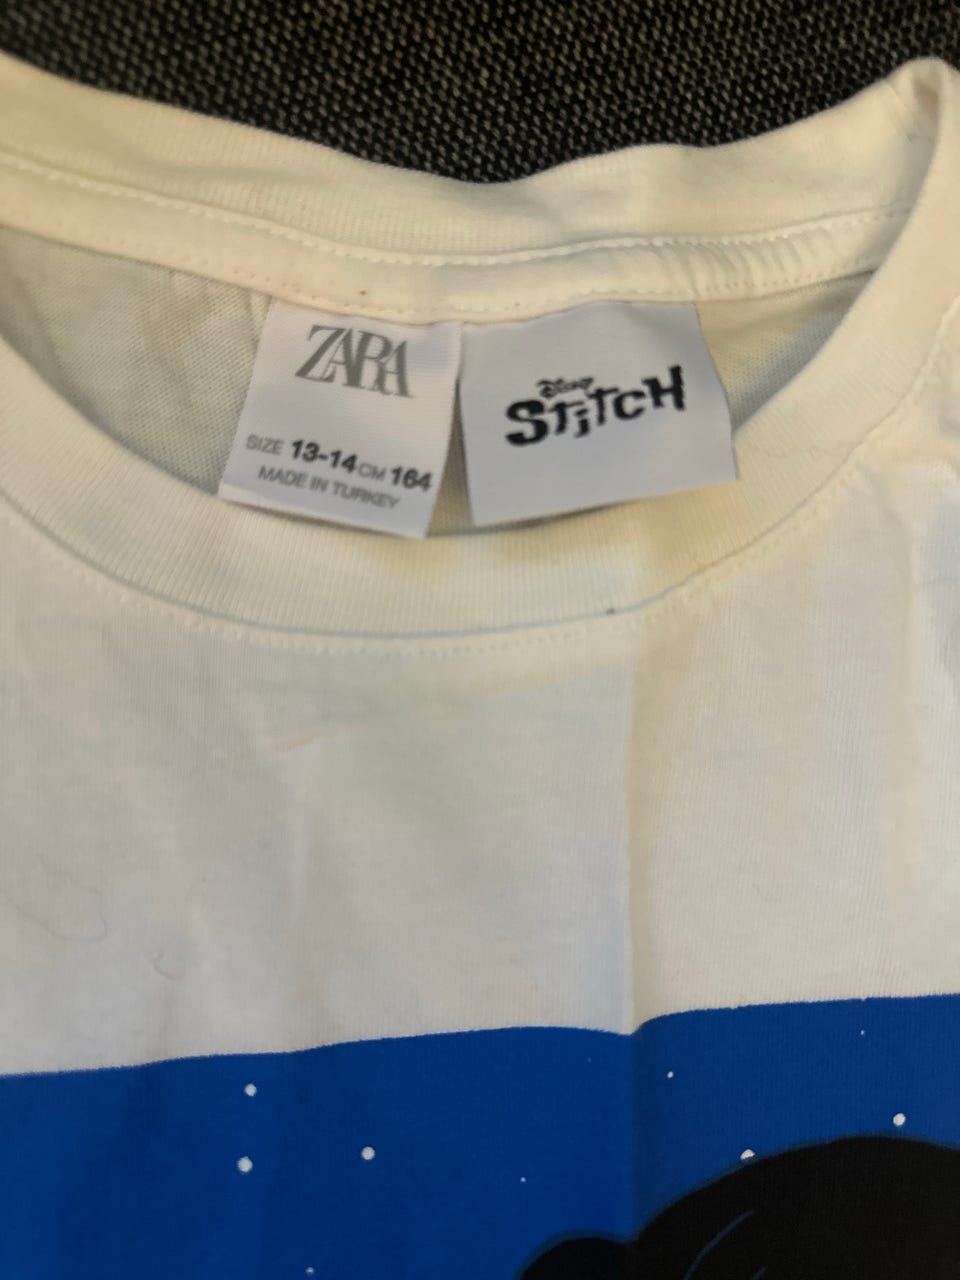 ZARA
SIZE 13-14 CM 164
MADE IN TURKEY
Disney
STITCH